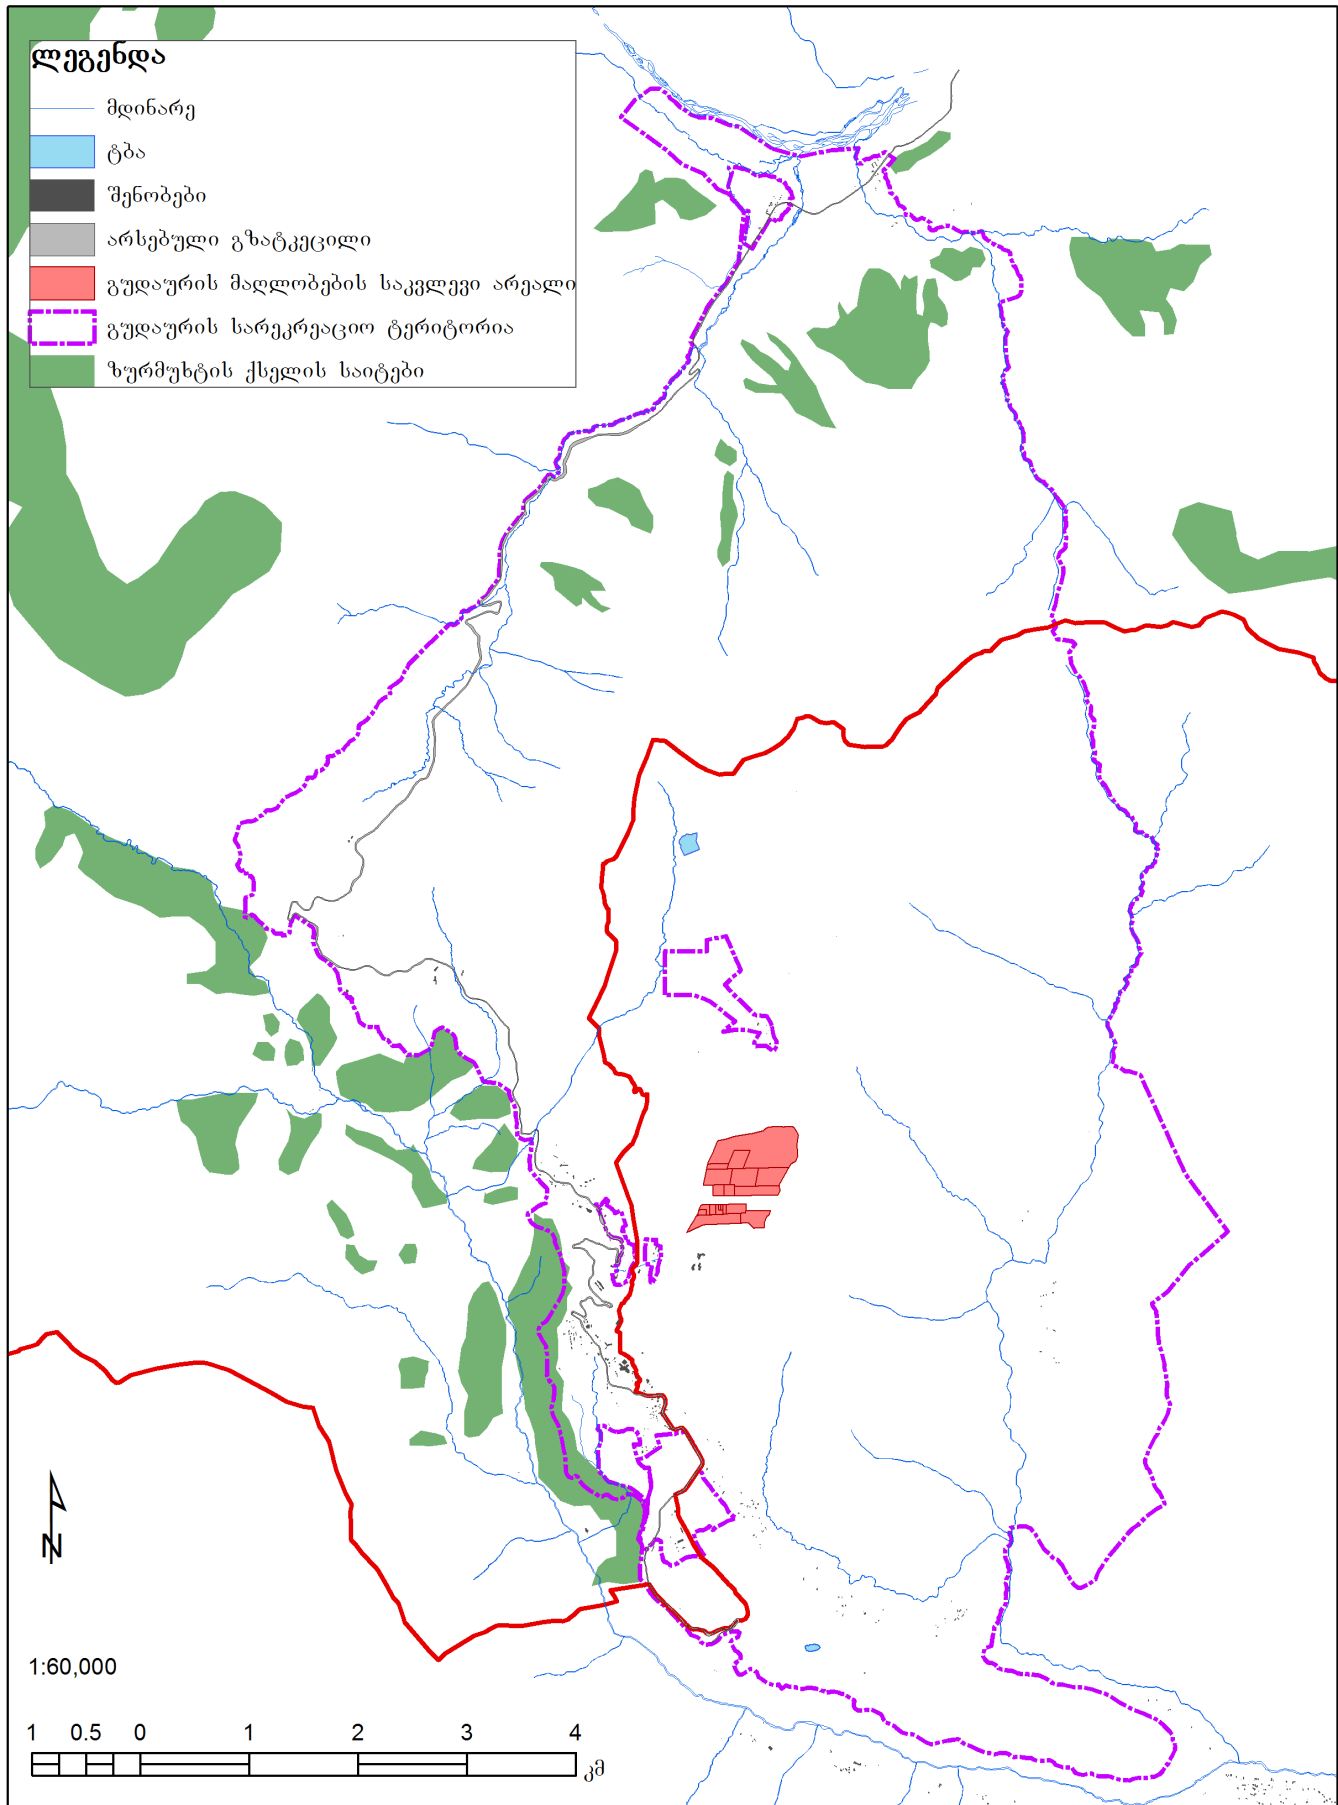 ლეგენდა
მდინარე
ტბა
შენობები
არსებული გზატკეცილი
გუდაურის მაღლობების საკვლევი არეალი
გუდაურის სარეკრეაციო ტერიტორია
ზურმუხტის ქსელის საიტები
N
1:60,000
1 0.5 0 1 2 3 4
კმ